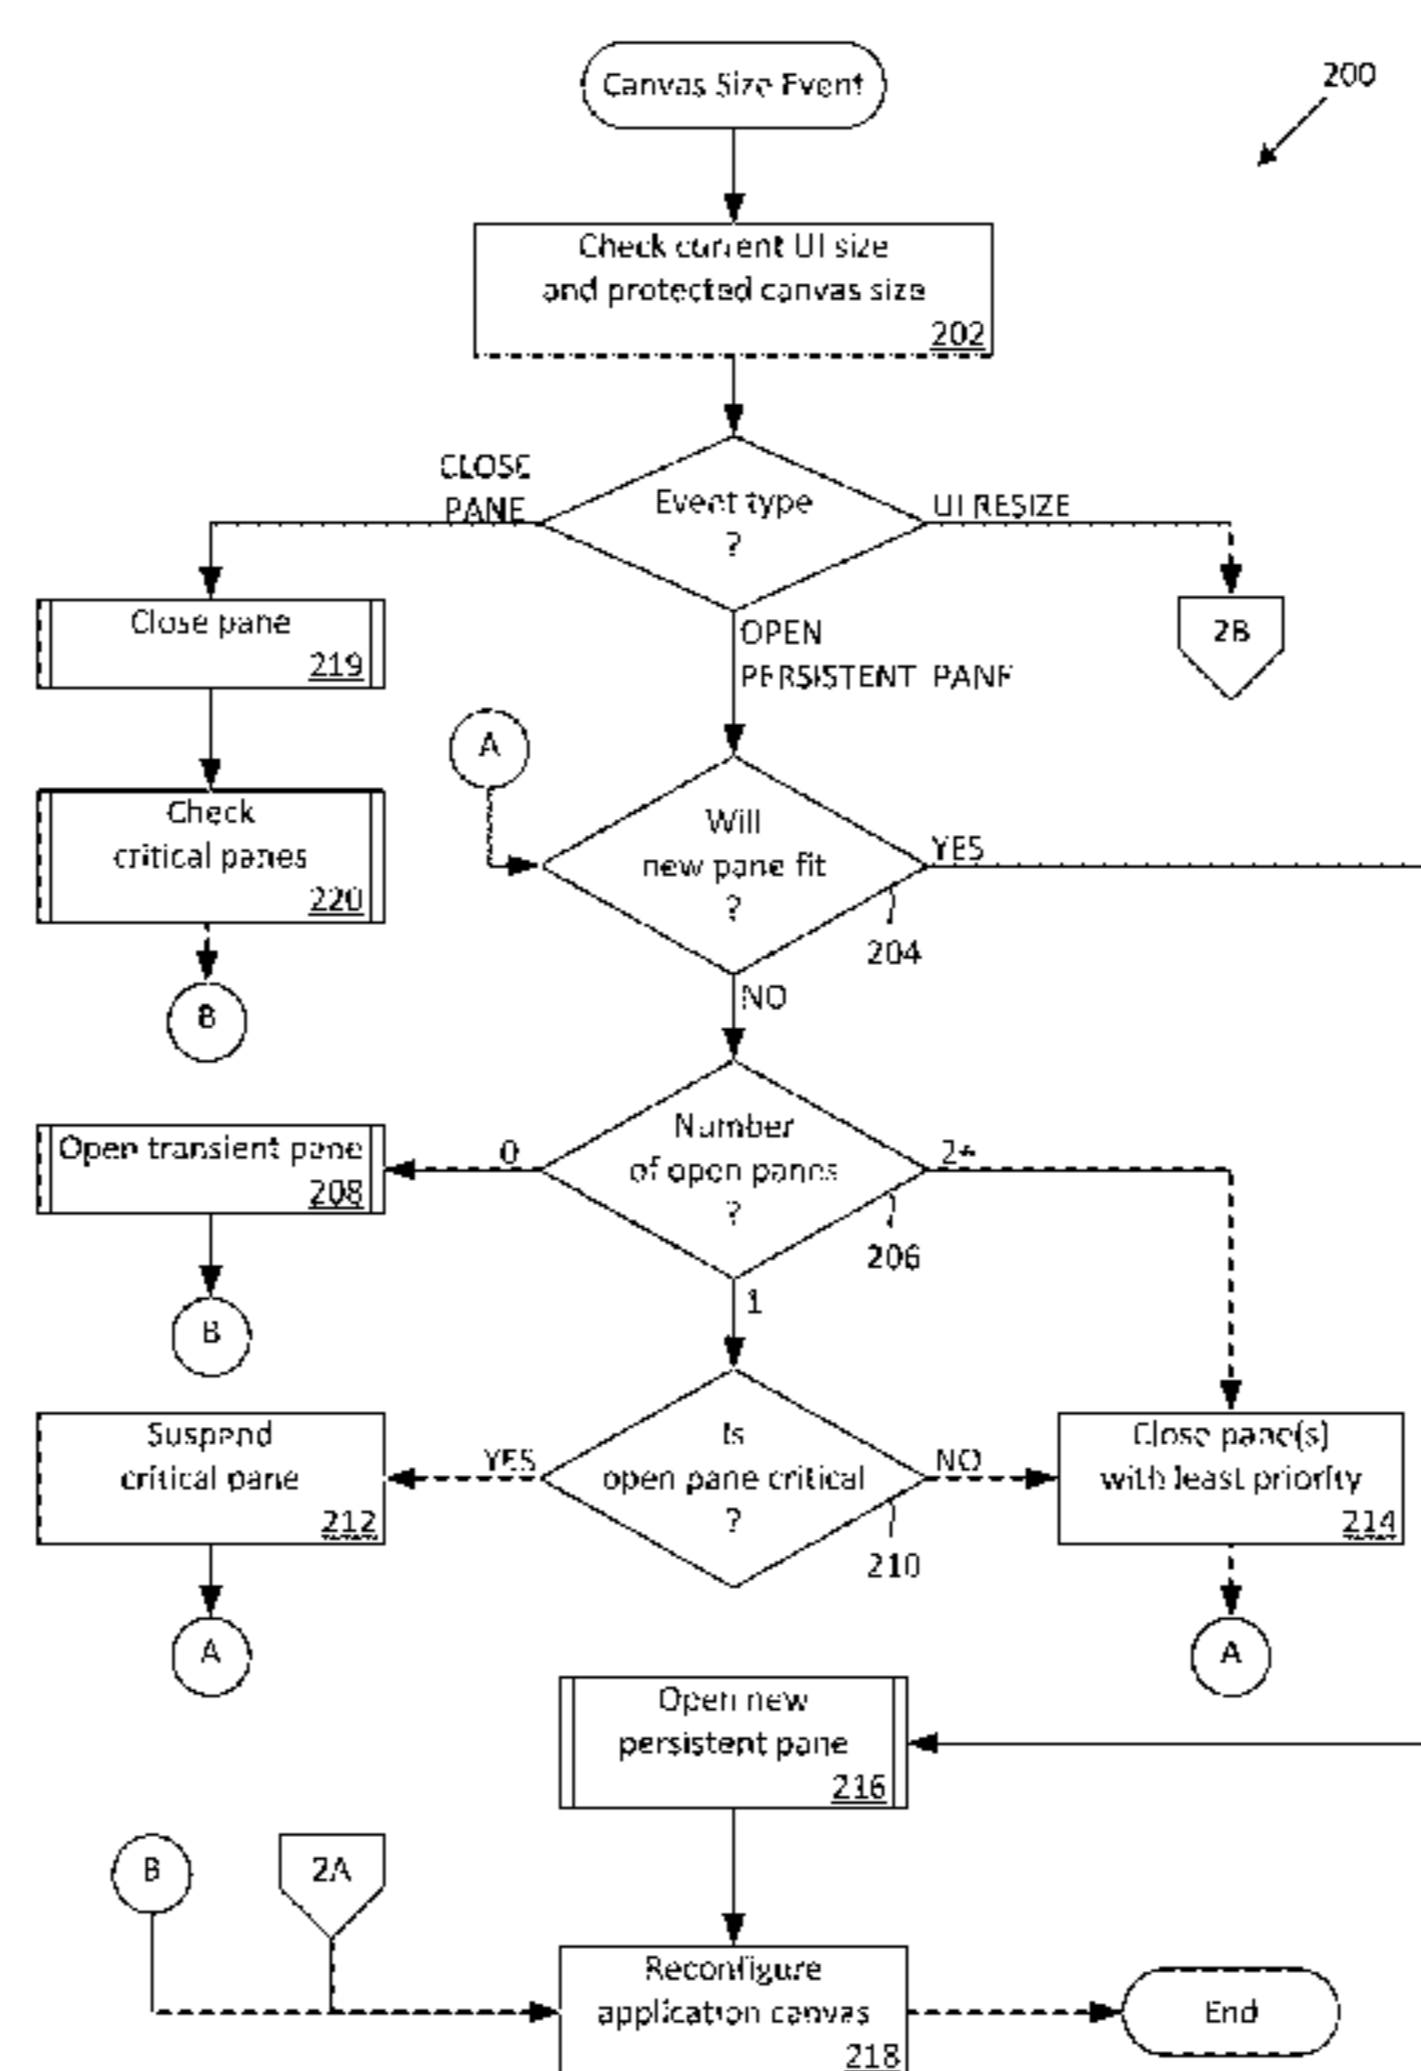 Canvas Size Event
200
Check current UI size
and protected canvas size
202
CLOSE
PANE
Event type
?
UI RESIZE
2B
Close pane
219
OPEN
PERSISTENT PANE
A
Check
critical panes
220
Will
new pane fit
?
YES
204
NO
B
Open transient pane
208
0
Number
of open panes
?
2+
206
1
B
Suspend
critical pane
212
YES
Is
open pane critical
?
NO
210
Close pane(s)
with least priority
214
A
A
Open new
persistent pane
216
B
2A
Reconfigure
application canvas
218
End